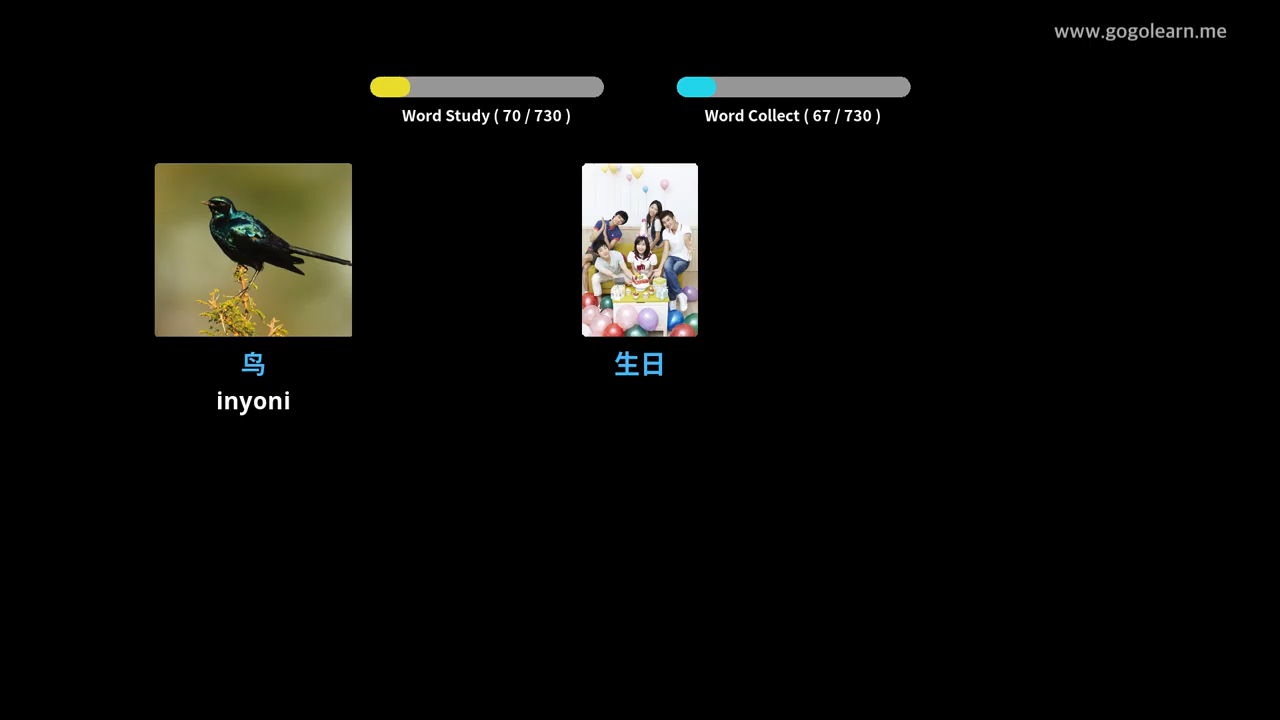 www.gogolearn.me
Word Study ( 70 / 730 )
Word Collect ( 67 / 730 )
鸟
inyoni
生日